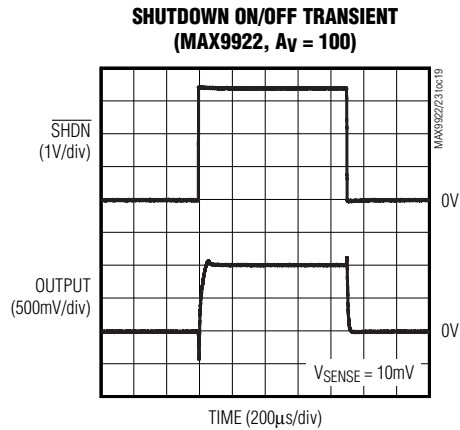 SHUTDOWN ON/OFF TRANSIENT
(MAX9922, AV = 100)
MAX9922/23 toc19
SHDN
(1V/div)
0V
OUTPUT
(500mV/div)
0V
VSENSE = 10mV
TIME (200µs/div)